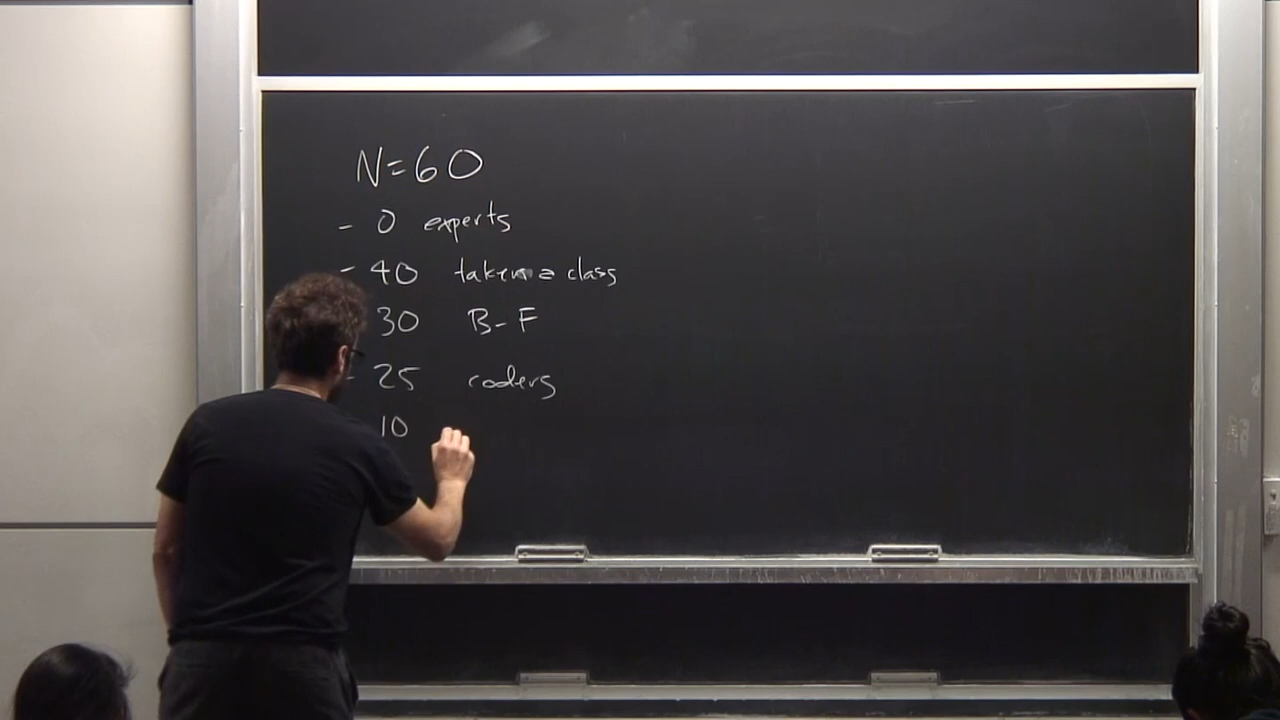 N=60
- 0 experts
- 40 taken a class
30 B-F
- 25 coders
10